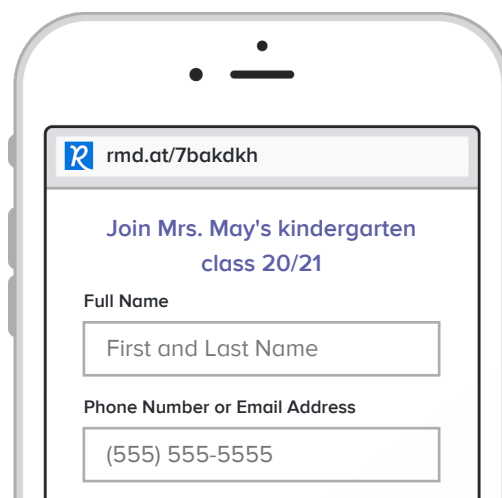 rmd.at/7bakdkh
Join Mrs. May's kindergarten
class 20/21
Full Name
First and Last Name
Phone Number or Email Address
(555) 555-5555